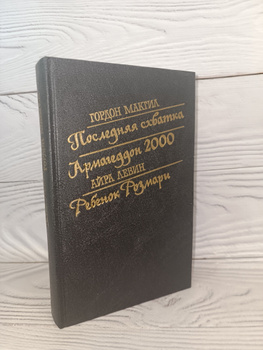 ГОРДОН МАКГИЛ
Последняя схватка
Армагеддон 2000
АЙРА ЛЕВИН
Ребенок Розмари